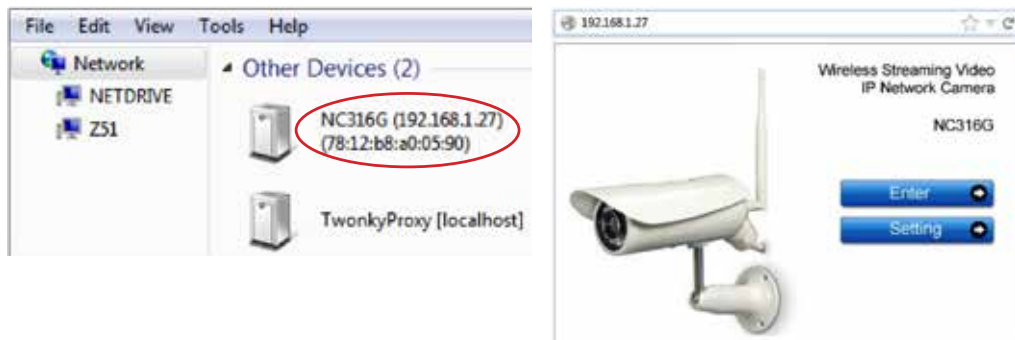 File Edit View Tools Help
Network
NETDRIVE
Z51
Other Devices (2)
NC316G (192.168.1.27)
(78:12:b8:a0:05:90)
TwonkyProxy [localhost]
192.168.1.27
Wireless Streaming Video
IP Network Camera
NC316G
Enter
Setting